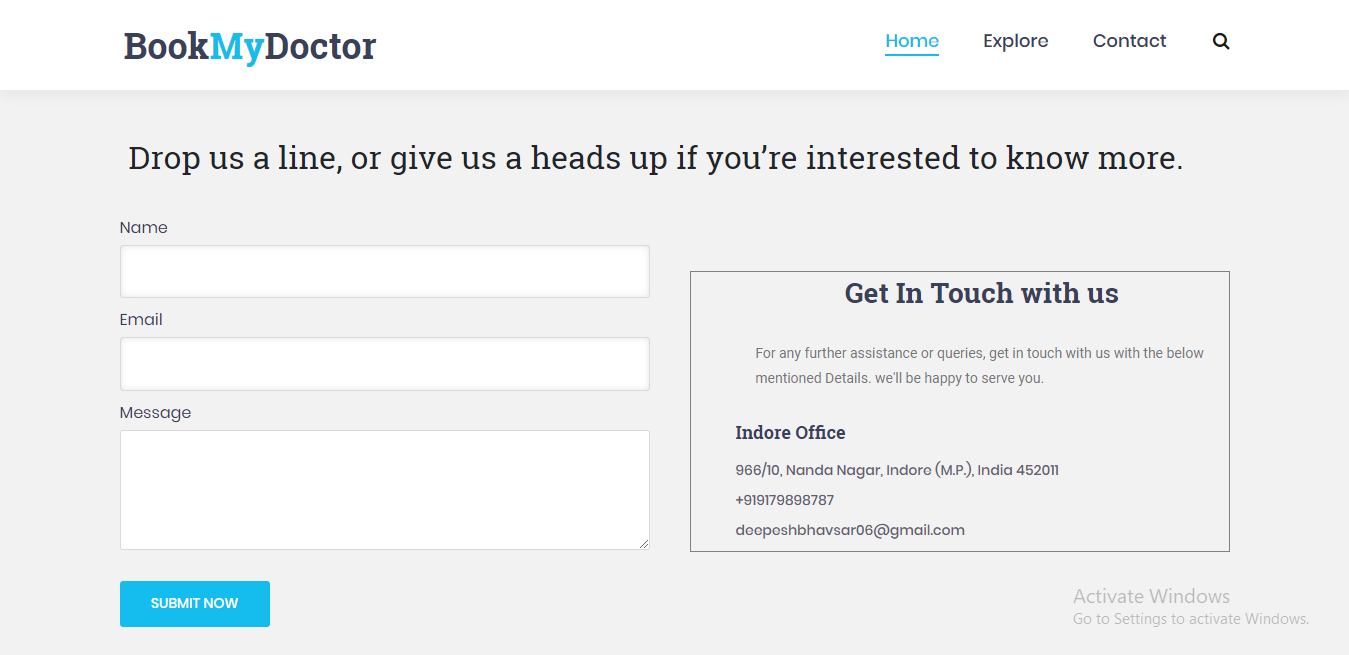 BookMyDoctor
Home
Explore
Contact
Drop us a line, or give us a heads up if you’re interested to know more.
Name
Email
Message
SUBMIT NOW
Get In Touch with us
For any further assistance or queries, get in touch with us with the below
mentioned Details. we'll be happy to serve you.
Indore Office
966/10, Nanda Nagar, Indore (M.P.), India 452011
+919179898787
deepeshbhavsar06@gmail.com
Activate Windows
Go to Settings to activate Windows.